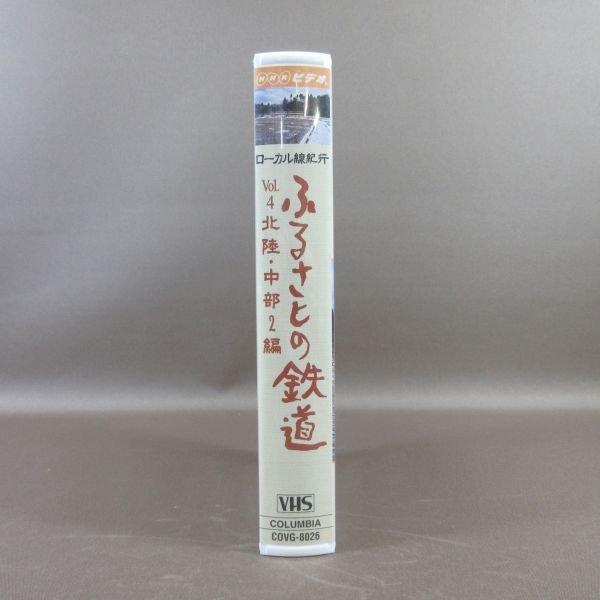 NHKビデオ
ローカル線紀行
Vol.4 北陸・中部2編
ふるさとの鉄道
VHS
COLUMBIA
COVG-8026